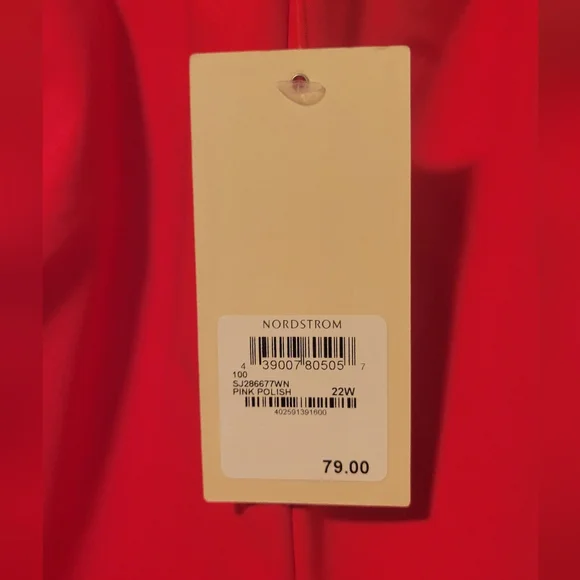 NORDSTROM
4 39007 80505 7
100
SJ286677WN
PINK POLISH 22W
402591391600
79.00